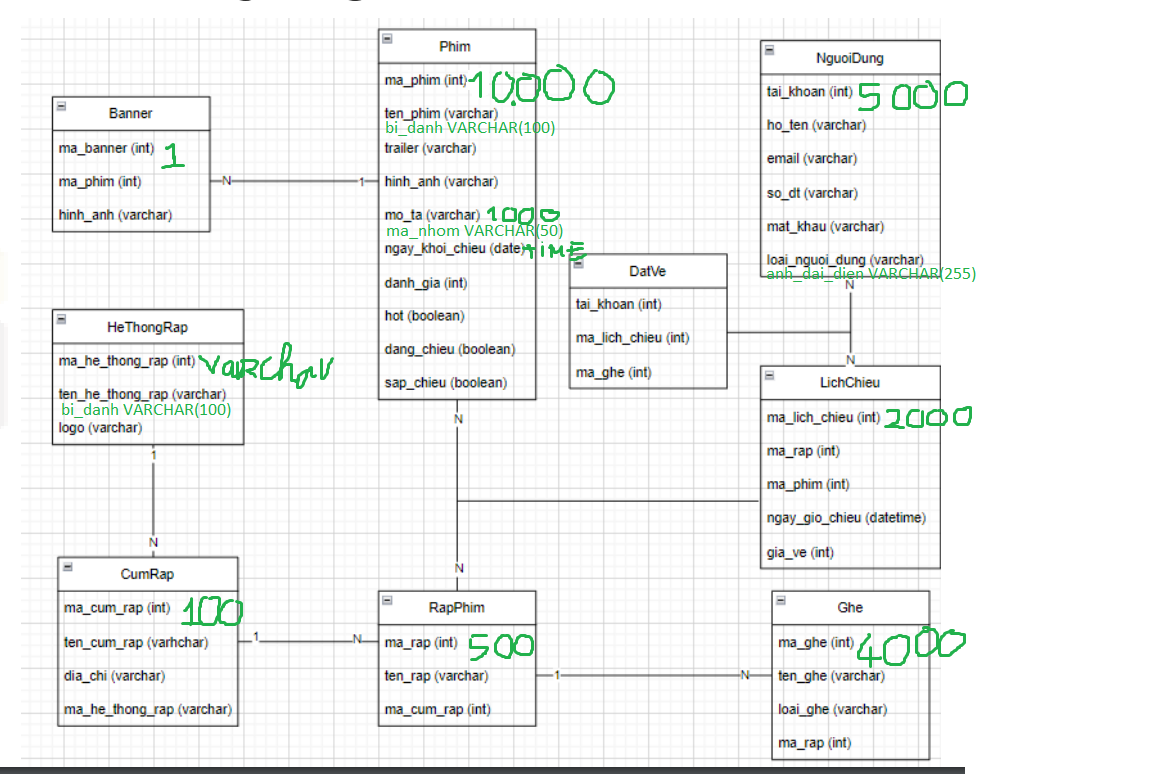 Phim
ma_phim (int) 10.000
ten_phim (varchar)
bi_danh VARCHAR(100)
trailer (varchar)
hinh_anh (varchar)
mo_ta (varchar) 1000
ma_nhom VARCHAR(50)
ngay_khoi_chieu (date) TIME
danh_gia (int)
hot (boolean)
dang_chieu (boolean)
sap_chieu (boolean)
NguoiDung
tai_khoan (int) 5000
ho_ten (varchar)
email (varchar)
so_dt (varchar)
mat_khau (varchar)
loai_nguoi_dung (varchar)
anh_dai_dien VARCHAR(255)
Banner
ma_banner (int) 1
ma_phim (int)
hinh_anh (varchar)
N 1
DatVe
tai_khoan (int)
ma_lich_chieu (int)
ma_ghe (int)
N
N
HeThongRap
ma_he_thong_rap (int) varchar
ten_he_thong_rap (varchar)
bi_danh VARCHAR(100)
logo (varchar)
1
N
LichChieu
ma_lich_chieu (int) 2000
ma_rap (int)
ma_phim (int)
ngay_gio_chieu (datetime)
gia_ve (int)
N
N
CumRap
ma_cum_rap (int) 100
ten_cum_rap (varhchar)
dia_chi (varchar)
ma_he_thong_rap (varchar)
1 N
RapPhim
ma_rap (int) 500
ten_rap (varchar)
ma_cum_rap (int)
1 N
Ghe
ma_ghe (int) 4000
ten_ghe (varchar)
loai_ghe (varchar)
ma_rap (int)